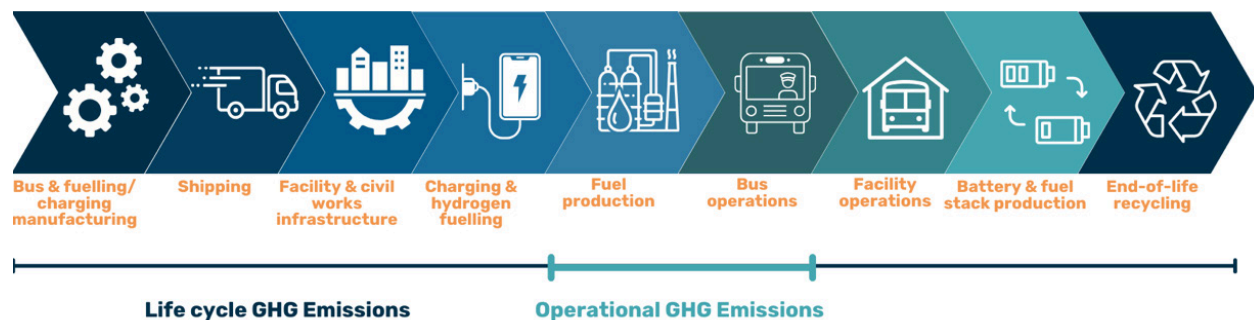 Bus & fuelling/
charging
manufacturing
Shipping
Facility & civil
works
infrastructure
Charging &
hydrogen
fuelling
Fuel
production
Bus
operations
Facility
operations
Battery & fuel
stack production
End-of-life
recycling
Life cycle GHG Emissions
Operational GHG Emissions